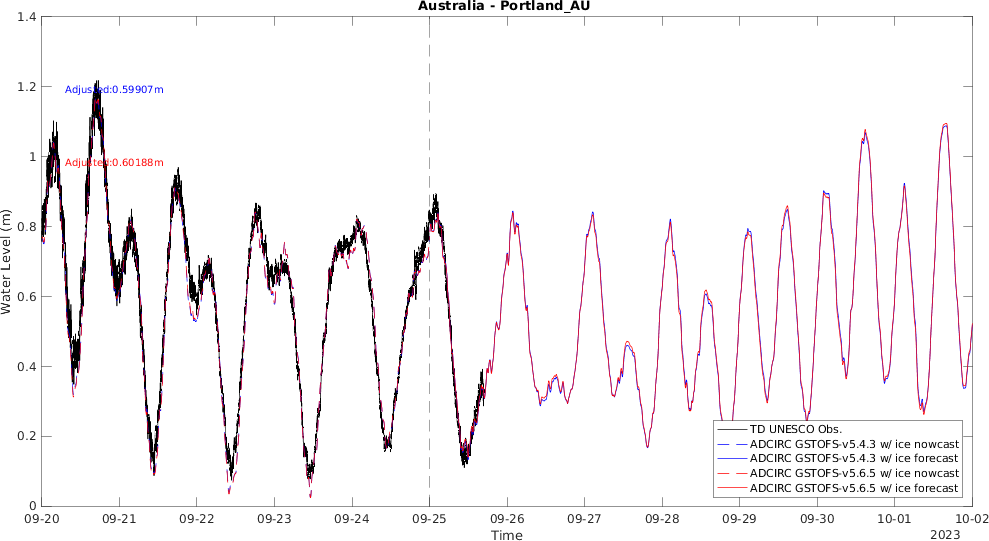 Australia - Portland_AU
1.4
1.2
1
0.8
0.6
0.4
0.2
0
Water Level (m)
Adjusted:0.59907m
Adjusted:0.60188m
TD UNESCO Obs.
ADCIRC GSTOFS-v5.4.3 w/ ice nowcast
ADCIRC GSTOFS-v5.4.3 w/ ice forecast
ADCIRC GSTOFS-v5.6.5 w/ ice nowcast
ADCIRC GSTOFS-v5.6.5 w/ ice forecast
09-20 09-21 09-22 09-23 09-24 09-25 09-26 09-27 09-28 09-29 09-30 10-01 10-02
Time
2023